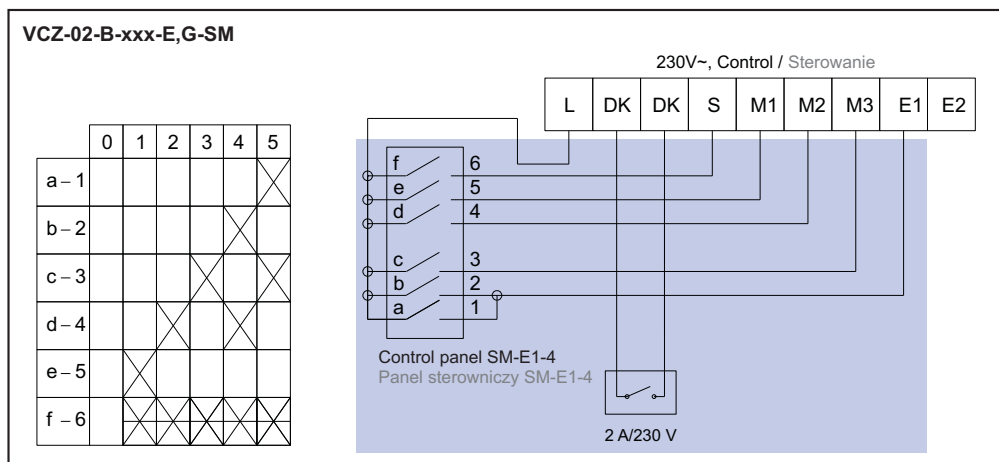 VCZ-02-B-xxx-E,G-SM
230V~, Control / Sterowanie
L DK DK S M1 M2 M3 E1 E2
0 1 2 3 4 5
a – 1
b – 2
c – 3
d – 4
e – 5
f – 6
f 6
e 5
d 4
c 3
b 2
a 1
Control panel SM-E1-4
Panel sterowniczy SM-E1-4
2 A/230 V